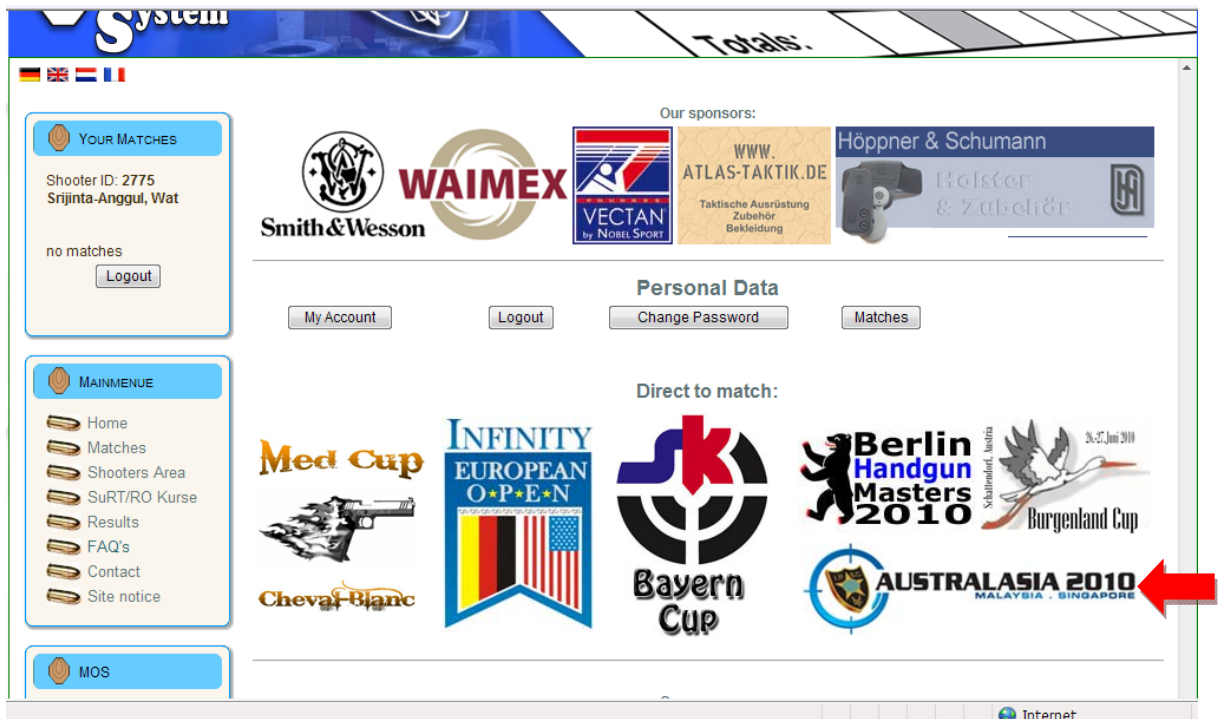 System
Totals:
YOUR MATCHES
Shooter ID: 2775
Srijinta-Anggul, Wat
no matches
Logout
MAINMENUE
Home
Matches
Shooters Area
SuRT/RO Kurse
Results
FAQ's
Contact
Site notice
MOS
Our sponsors:
Smith & Wesson
WAIMEX
POUDRES
VECTAN
by NOBEL SPORT
WWW.
ATLAS-TAKTIK.DE
Taktische Ausrüstung
Zubehör
Bekleidung
Höppner & Schumann
Holster
& Zubehör
Personal Data
My Account
Logout
Change Password
Matches
Direct to match:
Med Cup
Cheval-Blanc
INFINITY
EUROPEAN
O★P★E★N
Bayern
Cup
Berlin
Handgun
Masters
2010
Schattendorf, Austria
26.-27. Juni 2010
Burgenland Cup
AUSTRALASIA 2010
MALAYSIA . SINGAPORE
Internet